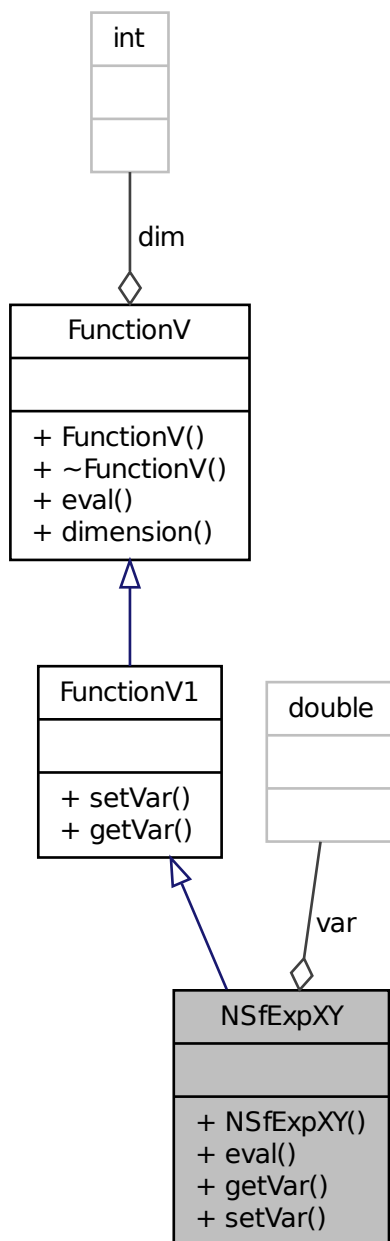 int
dim
FunctionV
+ FunctionV()
+ ~FunctionV()
+ eval()
+ dimension()
FunctionV1
+ setVar()
+ getVar()
double
var
NSfExpXY
+ NSfExpXY()
+ eval()
+ getVar()
+ setVar()